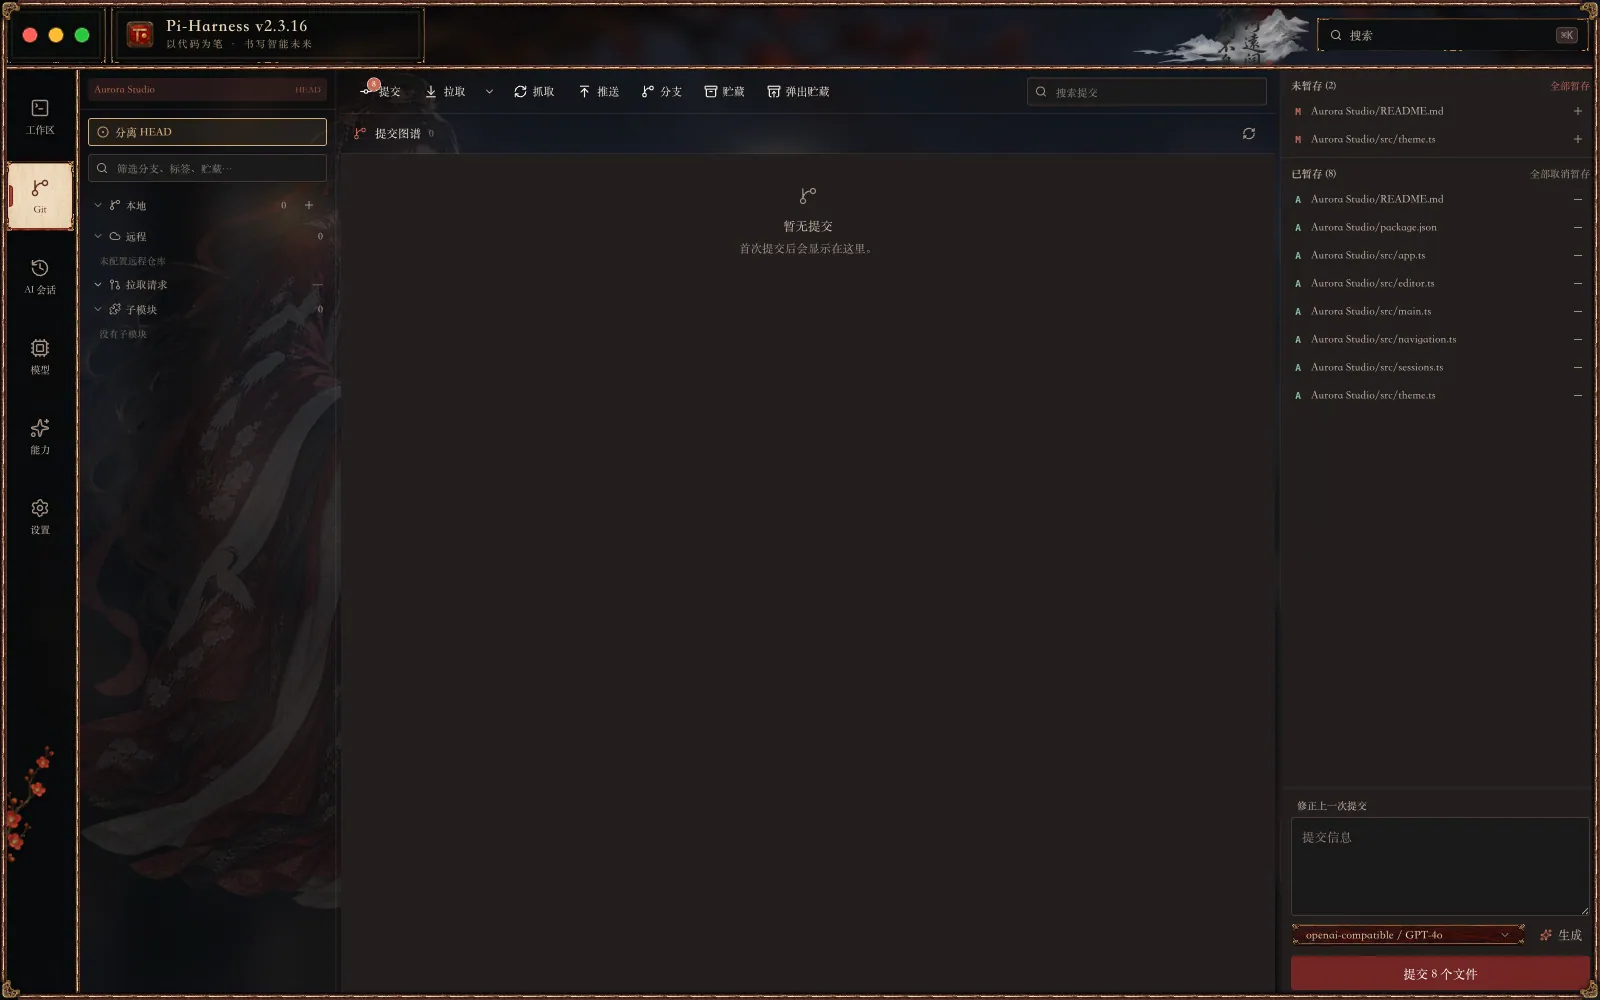 Pi-Harness v2.3.16
以代码为笔 · 书写智能未来
搜索
⌘K
工作区
Git
AI 会话
模型
能力
设置
Aurora Studio
HEAD
分离 HEAD
筛选分支、标签、贮藏…
本地
0
远程
0
未配置远程仓库
拉取请求
子模块
0
没有子模块
8
提交
拉取
抓取
推送
分支
贮藏
弹出贮藏
搜索提交
提交图谱 0
暂无提交
首次提交后会显示在这里。
未暂存 (2)
全部暂存
M Aurora Studio/README.md
M Aurora Studio/src/theme.ts
已暂存 (8)
全部取消暂存
A Aurora Studio/README.md
A Aurora Studio/package.json
A Aurora Studio/src/app.ts
A Aurora Studio/src/editor.ts
A Aurora Studio/src/main.ts
A Aurora Studio/src/navigation.ts
A Aurora Studio/src/sessions.ts
A Aurora Studio/src/theme.ts
修正上一次提交
提交信息
openai-compatible / GPT-4o
生成
提交 8 个文件